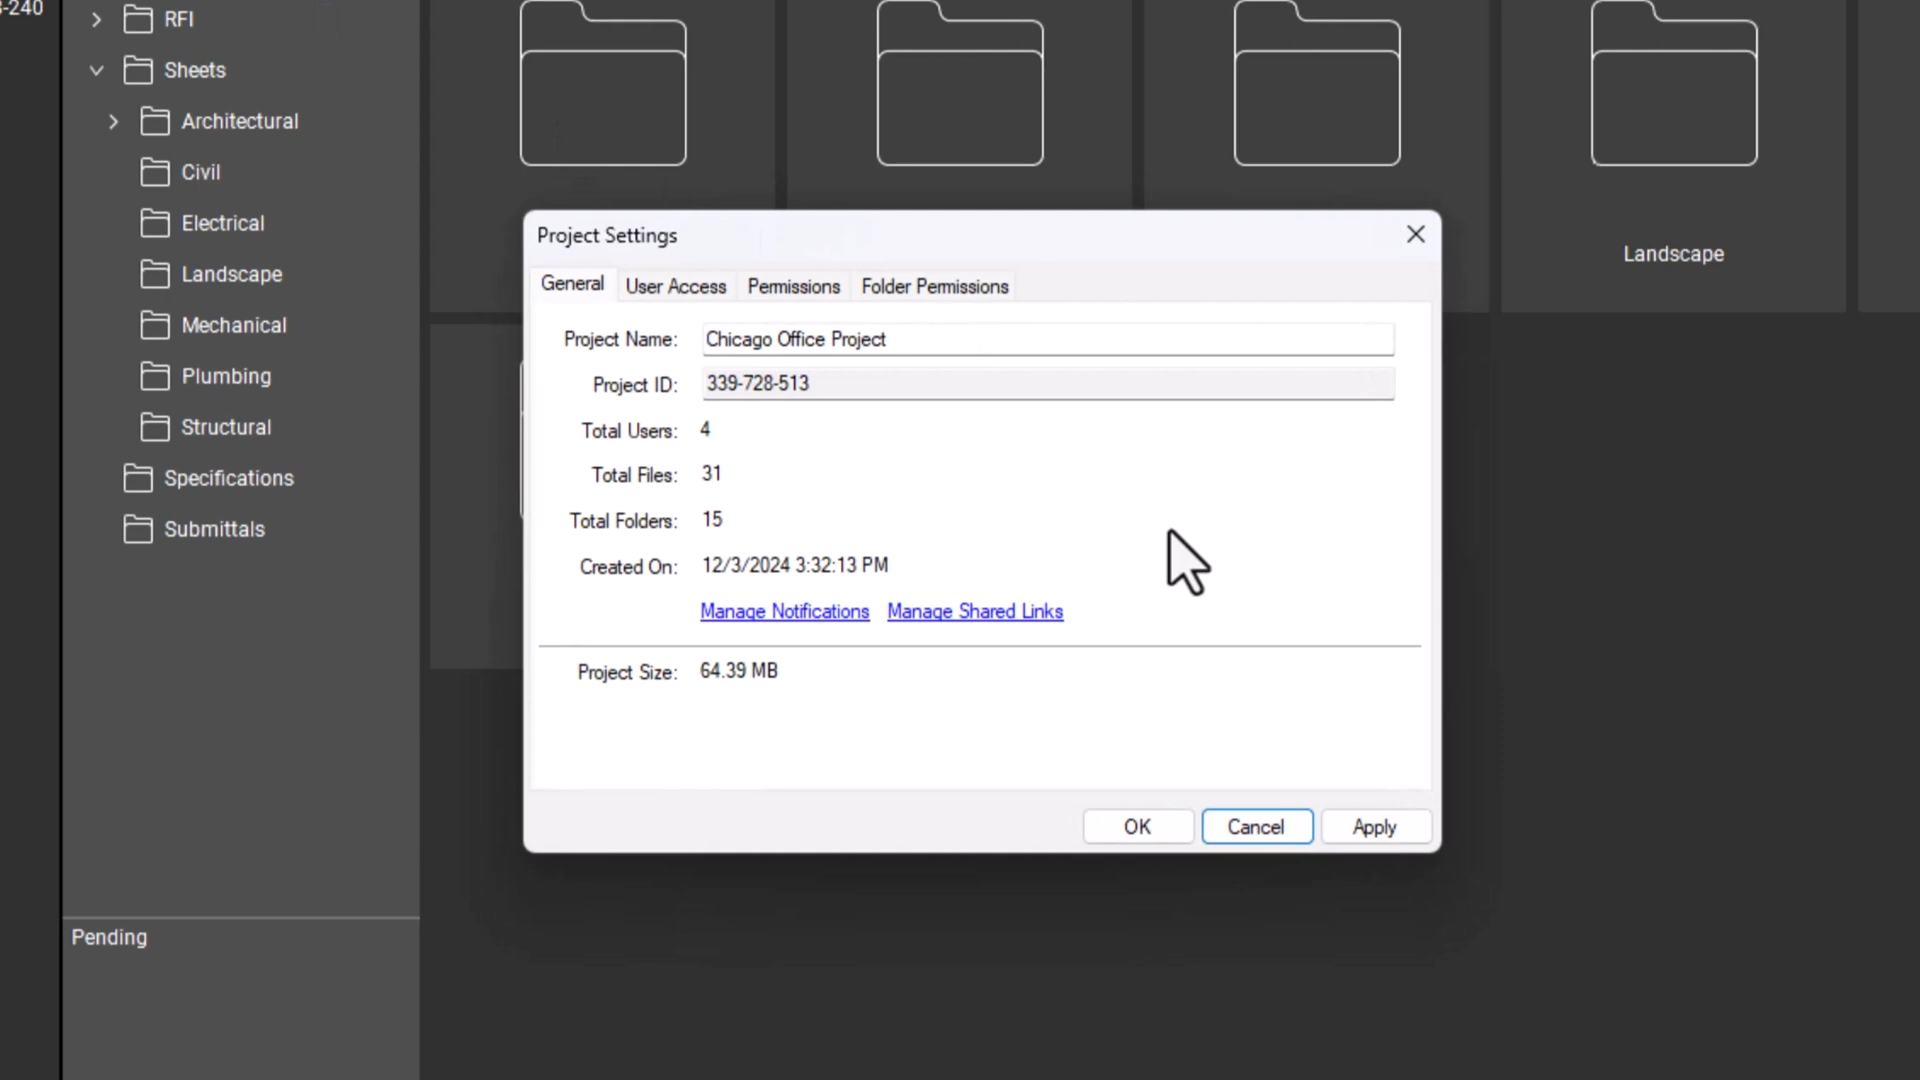 -240
RFI
Sheets
Architectural
Civil
Electrical
Landscape
Mechanical
Plumbing
Structural
Specifications
Submittals
Pending
Landscape
Project Settings
General User Access Permissions Folder Permissions
Project Name: Chicago Office Project
Project ID: 339-728-513
Total Users: 4
Total Files: 31
Total Folders: 15
Created On: 12/3/2024 3:32:13 PM
Manage Notifications Manage Shared Links
Project Size: 64.39 MB
OK Cancel Apply